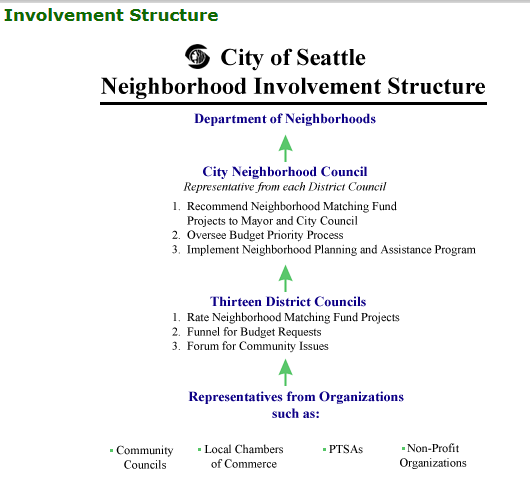 Involvement Structure
City of Seattle
Neighborhood Involvement Structure
Department of Neighborhoods
City Neighborhood Council
Representative from each District Council
1. Recommend Neighborhood Matching Fund
Projects to Mayor and City Council
2. Oversee Budget Priority Process
3. Implement Neighborhood Planning and Assistance Program
Thirteen District Councils
1. Rate Neighborhood Matching Fund Projects
2. Funnel for Budget Requests
3. Forum for Community Issues
Representatives from Organizations
such as:
▪ Community
Councils
▪ Local Chambers
of Commerce
▪ PTSAs
▪ Non-Profit
Organizations